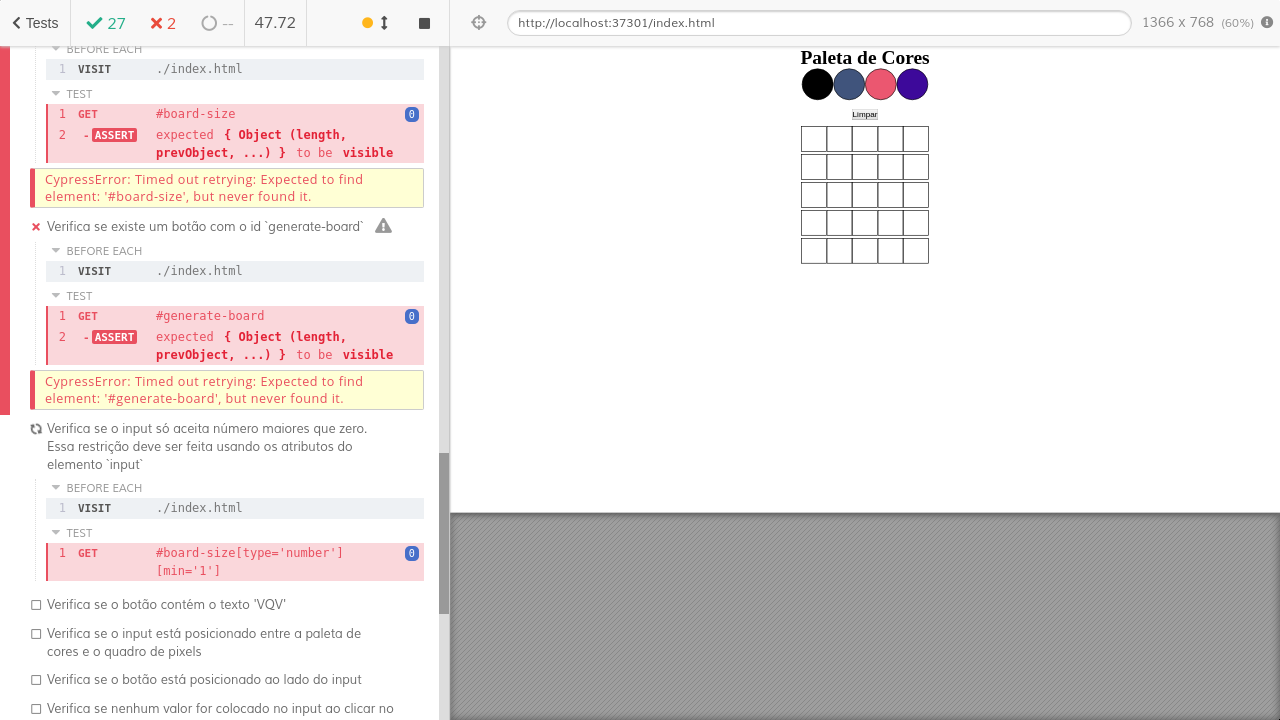 Tests
27
2
--
47.72
http://localhost:37301/index.html
1366 x 768 (60%)
BEFORE EACH
1 VISIT ./index.html
TEST
1 GET #board-size 0
2 -ASSERT expected { Object (length,
prevObject, ...) } to be visible
CypressError: Timed out retrying: Expected to find
element: '#board-size', but never found it.
Verifica se existe um botão com o id `generate-board`
BEFORE EACH
1 VISIT ./index.html
TEST
1 GET #generate-board 0
2 -ASSERT expected { Object (length,
prevObject, ...) } to be visible
CypressError: Timed out retrying: Expected to find
element: '#generate-board', but never found it.
Verifica se o input só aceita número maiores que zero.
Essa restrição deve ser feita usando os atributos do
elemento `input`
BEFORE EACH
1 VISIT ./index.html
TEST
1 GET #board-size[type='number'] 0
[min='1']
Verifica se o botão contém o texto 'VQV'
Verifica se o input está posicionado entre a paleta de
cores e o quadro de pixels
Verifica se o botão está posicionado ao lado do input
Verifica se nenhum valor for colocado no input ao clicar no
Paleta de Cores
Limpar